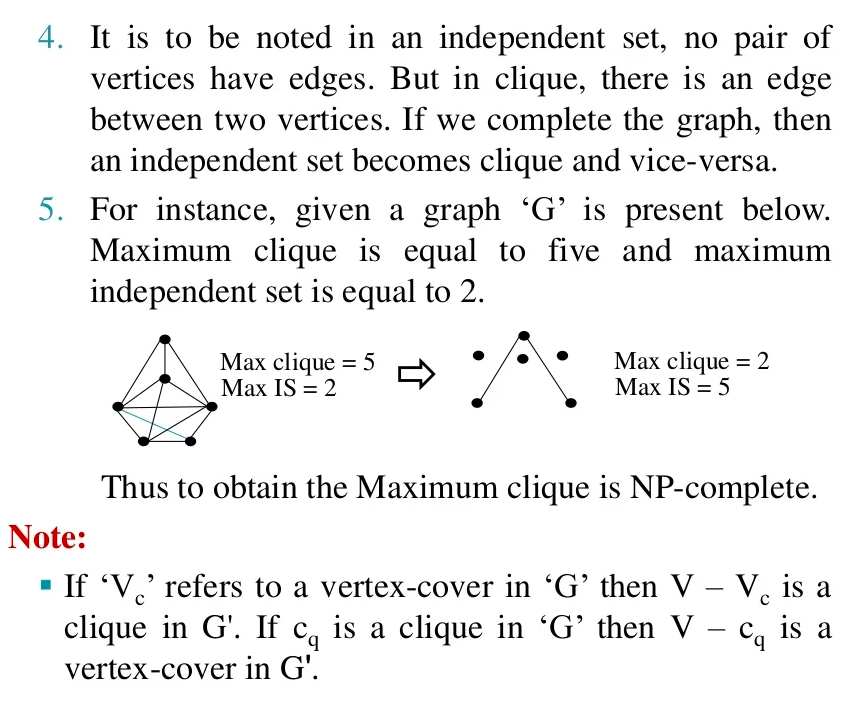 4. It is to be noted in an independent set, no pair of
vertices have edges. But in clique, there is an edge
between two vertices. If we complete the graph, then
an independent set becomes clique and vice-versa.
5. For instance, given a graph ‘G’ is present below.
Maximum clique is equal to five and maximum
independent set is equal to 2.
Max clique = 5
Max IS = 2
Max clique = 2
Max IS = 5
Thus to obtain the Maximum clique is NP-complete.
Note:
▪ If ‘Vc’ refers to a vertex-cover in ‘G’ then V – Vc is a
clique in G'. If cq is a clique in ‘G’ then V – cq is a
vertex-cover in G'.